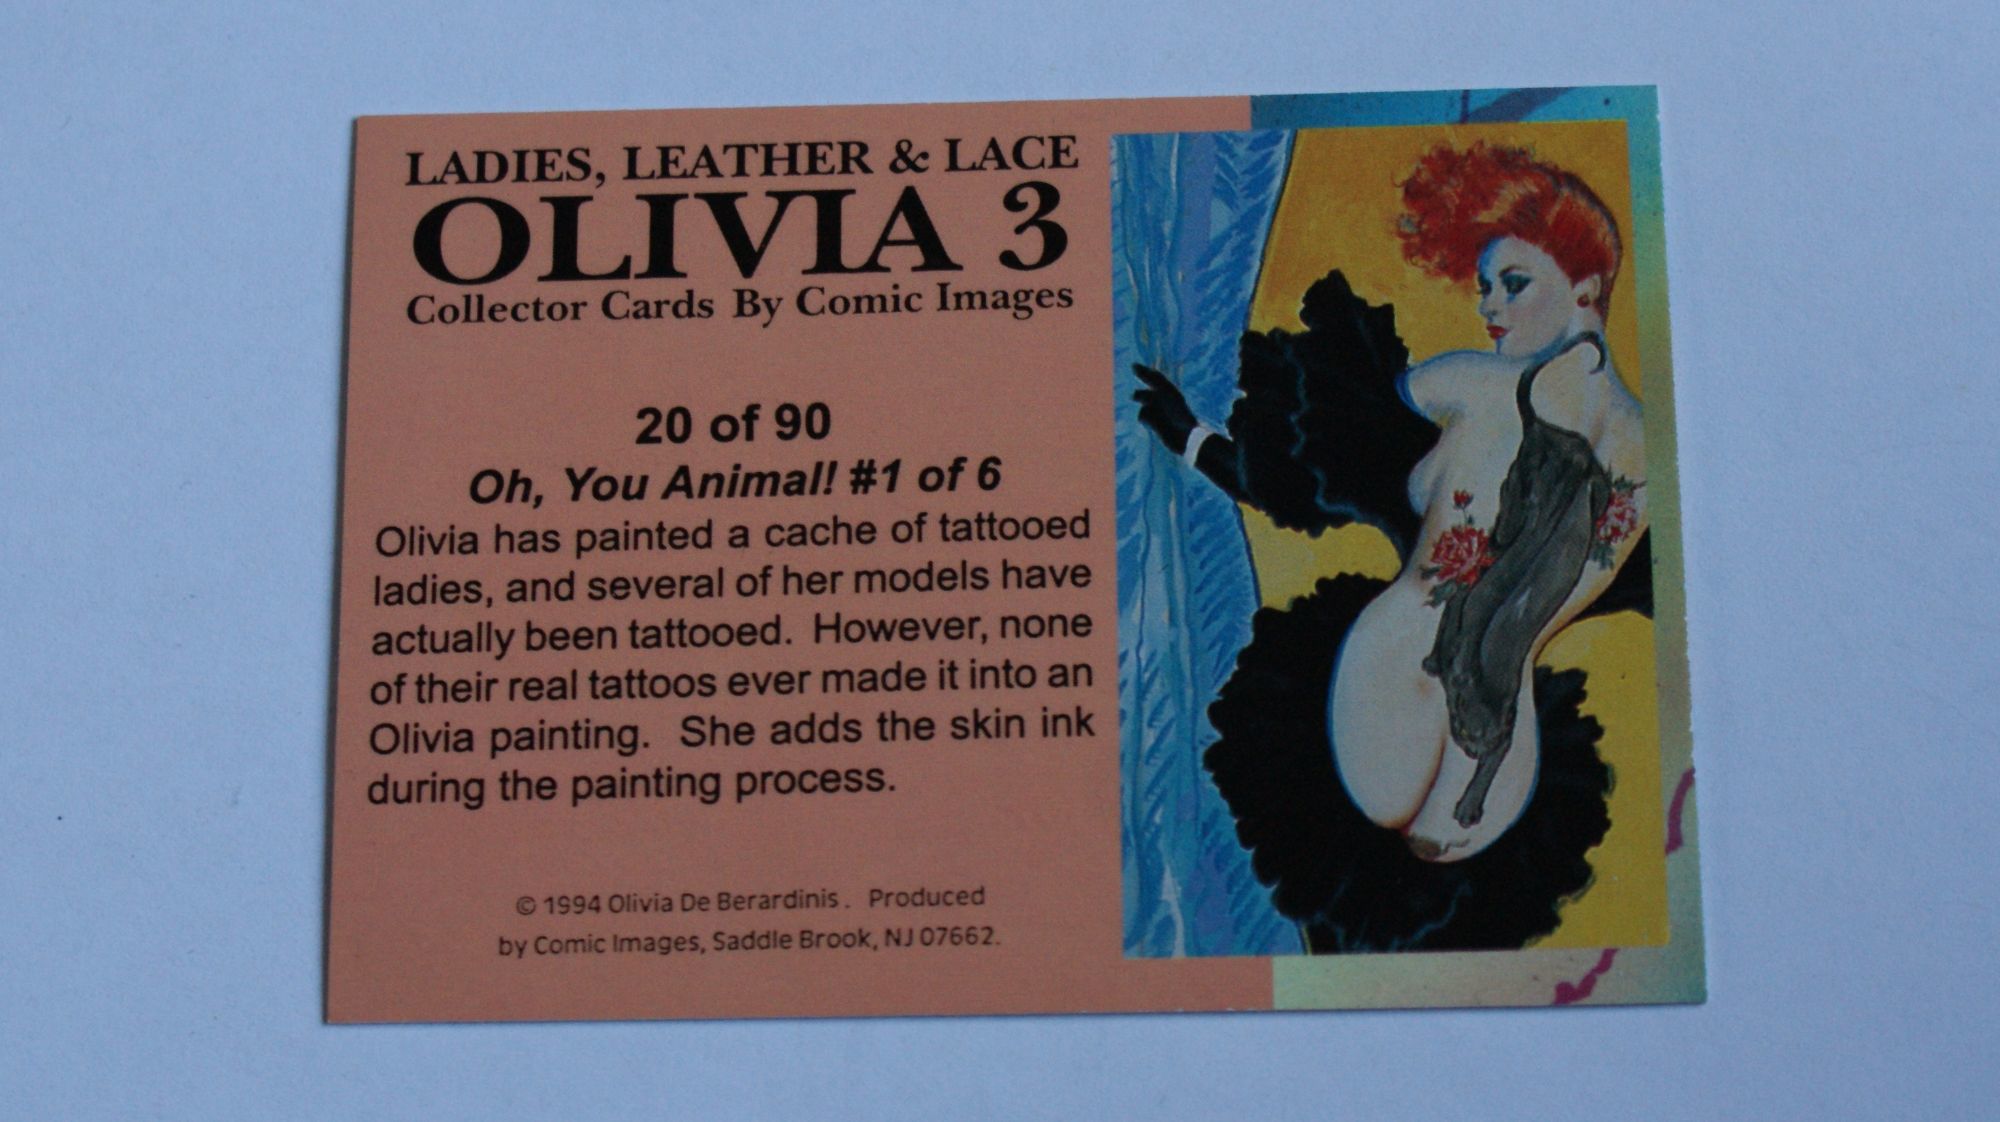 LADIES, LEATHER & LACE
OLIVIA 3
Collector Cards By Comic Images
20 of 90
Oh, You Animal! #1 of 6
Olivia has painted a cache of tattooed
ladies, and several of her models have
actually been tattooed. However, none
of their real tattoos ever made it into an
Olivia painting. She adds the skin ink
during the painting process.
© 1994 Olivia De Berardinis. Produced
by Comic Images, Saddle Brook, NJ 07662.